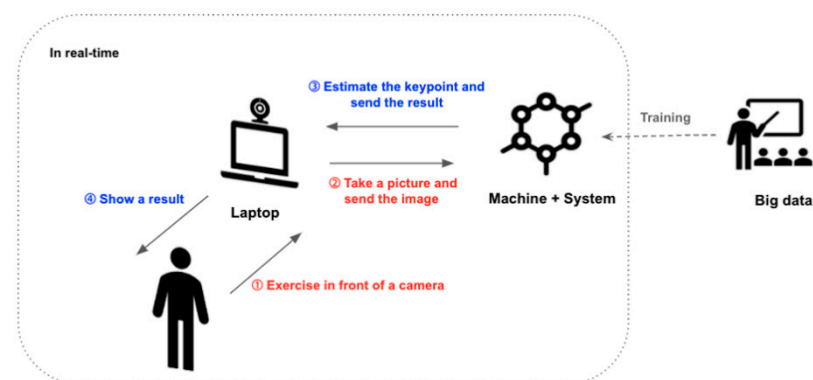 In real-time
③ Estimate the keypoint and
send the result
Training
② Take a picture and
send the image
Machine + System
Big data
④ Show a result
Laptop
① Exercise in front of a camera